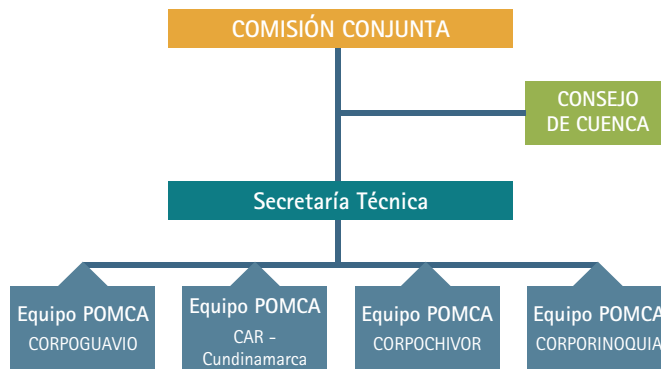 COMISIÓN CONJUNTA
CONSEJO
DE CUENCA
Secretaría Técnica
Equipo POMCA
CORPOGUAVIO
Equipo POMCA
CAR -
Cundinamarca
Equipo POMCA
CORPOCHIVOR
Equipo POMCA
CORPORINOQUIA